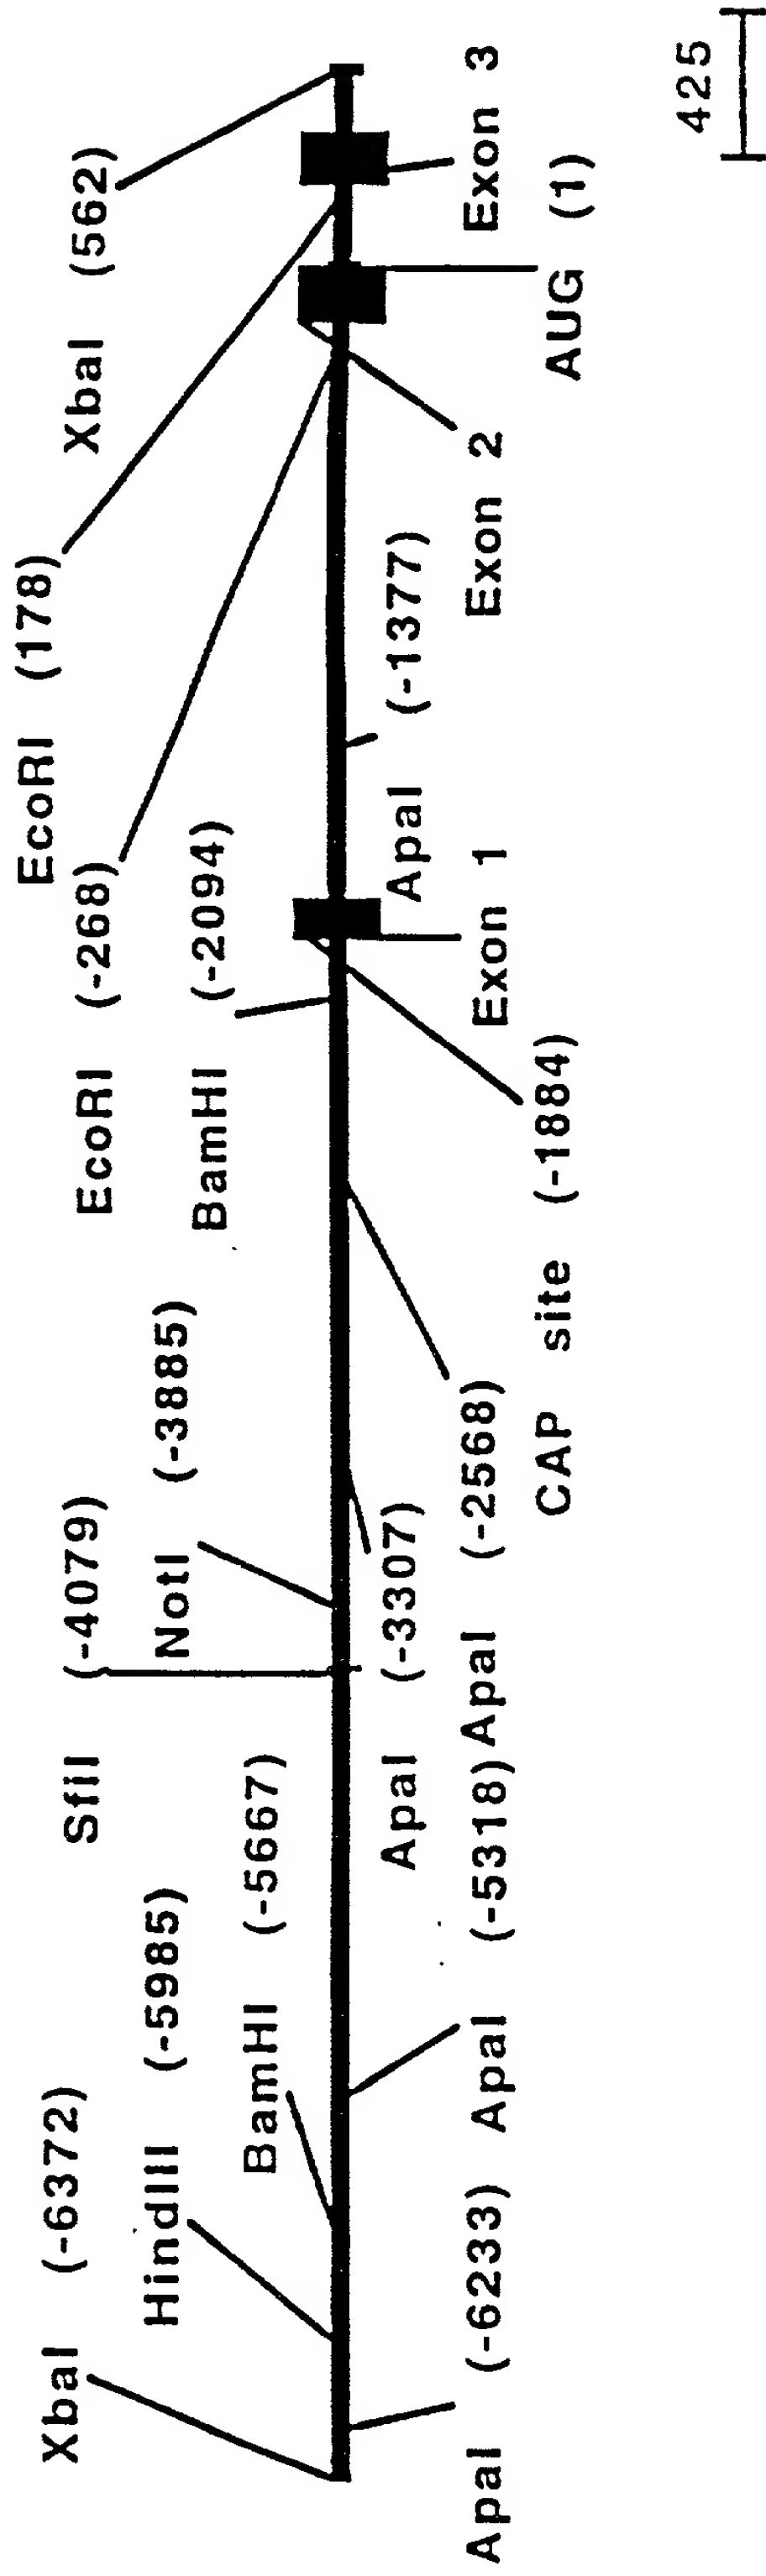 XbaI (-6372)
HindIII (-5985)
BamHI (-5667)
SfiI (-4079)
NotI (-3885)
BamHI (-2094)
EcoRI (-268)
EcoRI (178)
XbaI (562)
ApaI (-6233)
ApaI (-5318)
ApaI (-3307)
ApaI (-2568)
CAP site (-1884)
Exon 1
ApaI (-1377)
Exon 2
AUG (1)
Exon 3
425